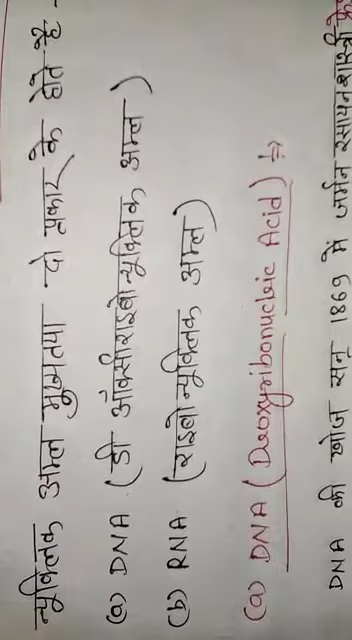 न्यूक्लिक अम्ल मुख्यतया दो प्रकार के होते हैं -
(a) DNA (डी ऑक्सीराइबो न्यूक्लिक अम्ल)
(b) RNA (राइबो न्यूक्लिक अम्ल)
(a) DNA (Deoxyribonucleic Acid) :-
DNA की खोज सन् 1869 में जर्मन रसायनशास्त्री